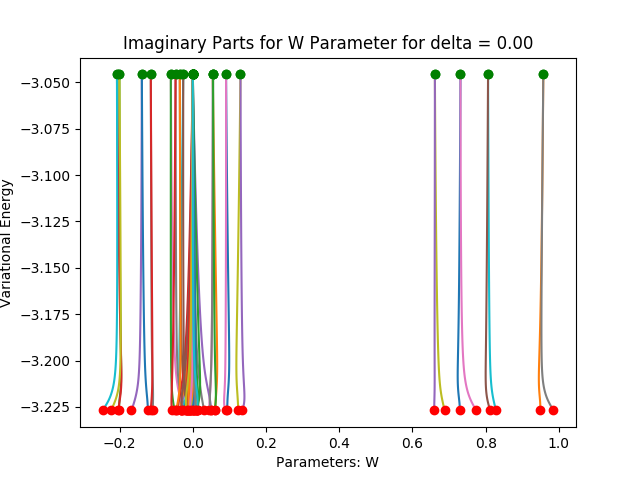 Imaginary Parts for W Parameter for delta = 0.00
Variational Energy
−3.050
−3.075
−3.100
−3.125
−3.150
−3.175
−3.200
−3.225
−0.2 0.0 0.2 0.4 0.6 0.8 1.0
Parameters: W